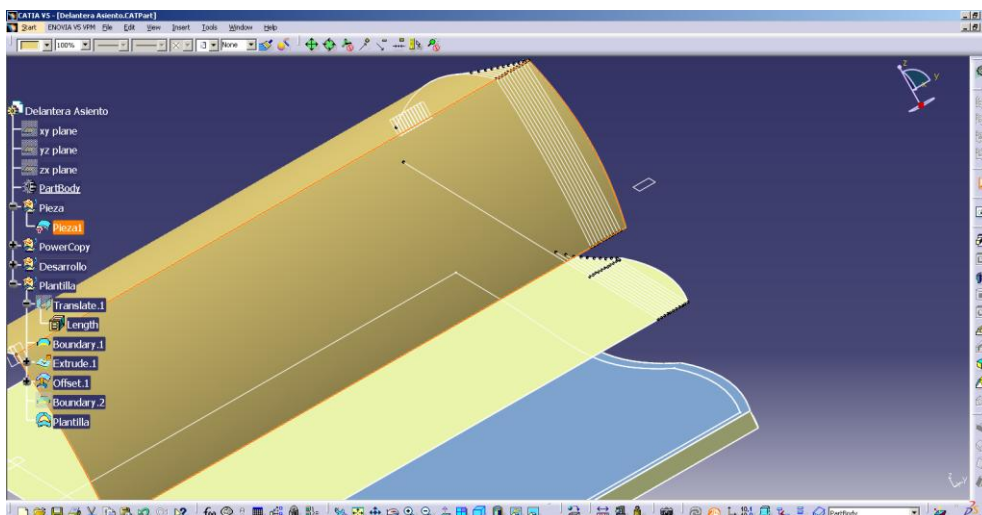 CATIA V5 - [Delantera Asiento.CATPart]
Start ENOVIA V5 VPM File Edit View Insert Tools Window Help
100% None
z
y
Delantera Asiento
xy plane
yz plane
zx plane
PartBody
Pieza
Pieza1
PowerCopy
Desarrollo
Plantilla
Translate.1
Length
Boundary.1
Extrude.1
Offset.1
Boundary.2
Plantilla
PartBody